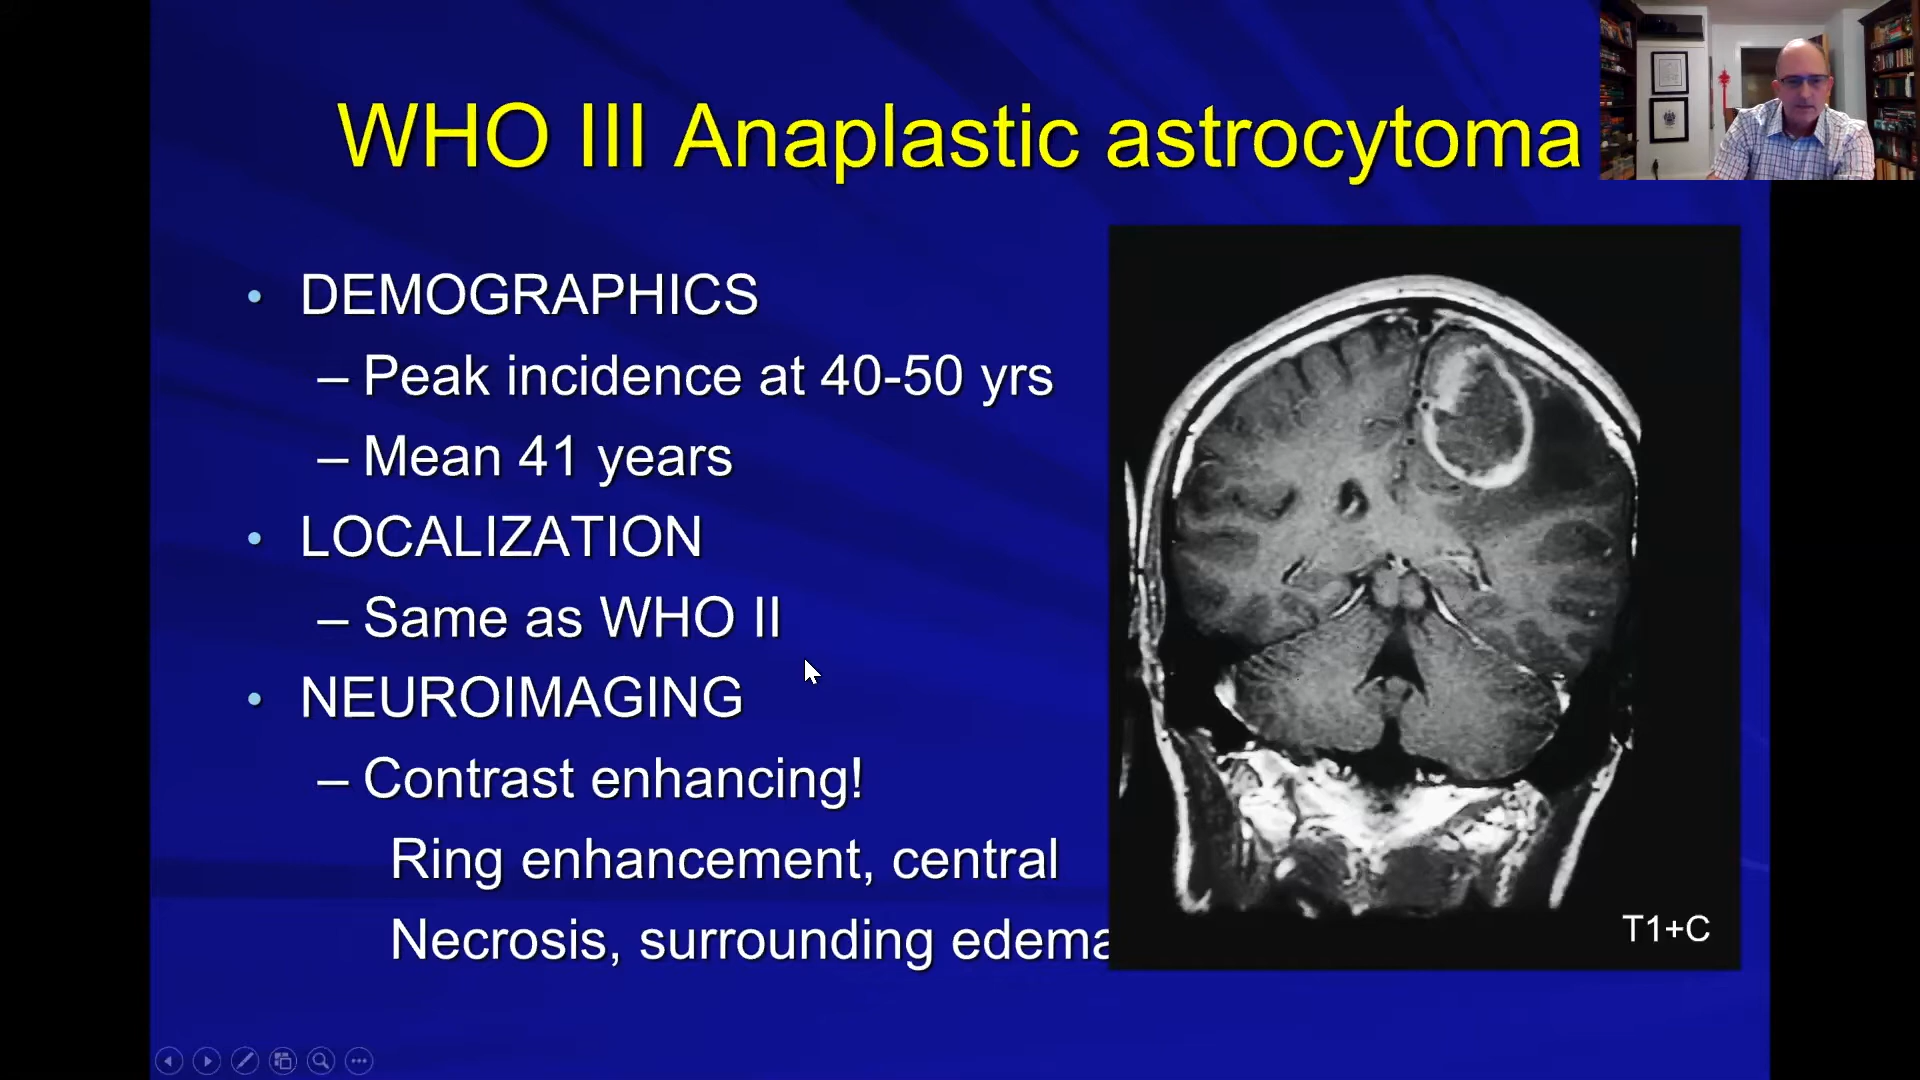 WHO III Anaplastic astrocytoma
• DEMOGRAPHICS
– Peak incidence at 40-50 yrs
– Mean 41 years
• LOCALIZATION
– Same as WHO II
• NEUROIMAGING
– Contrast enhancing!
Ring enhancement, central
Necrosis, surrounding edema
T1+C